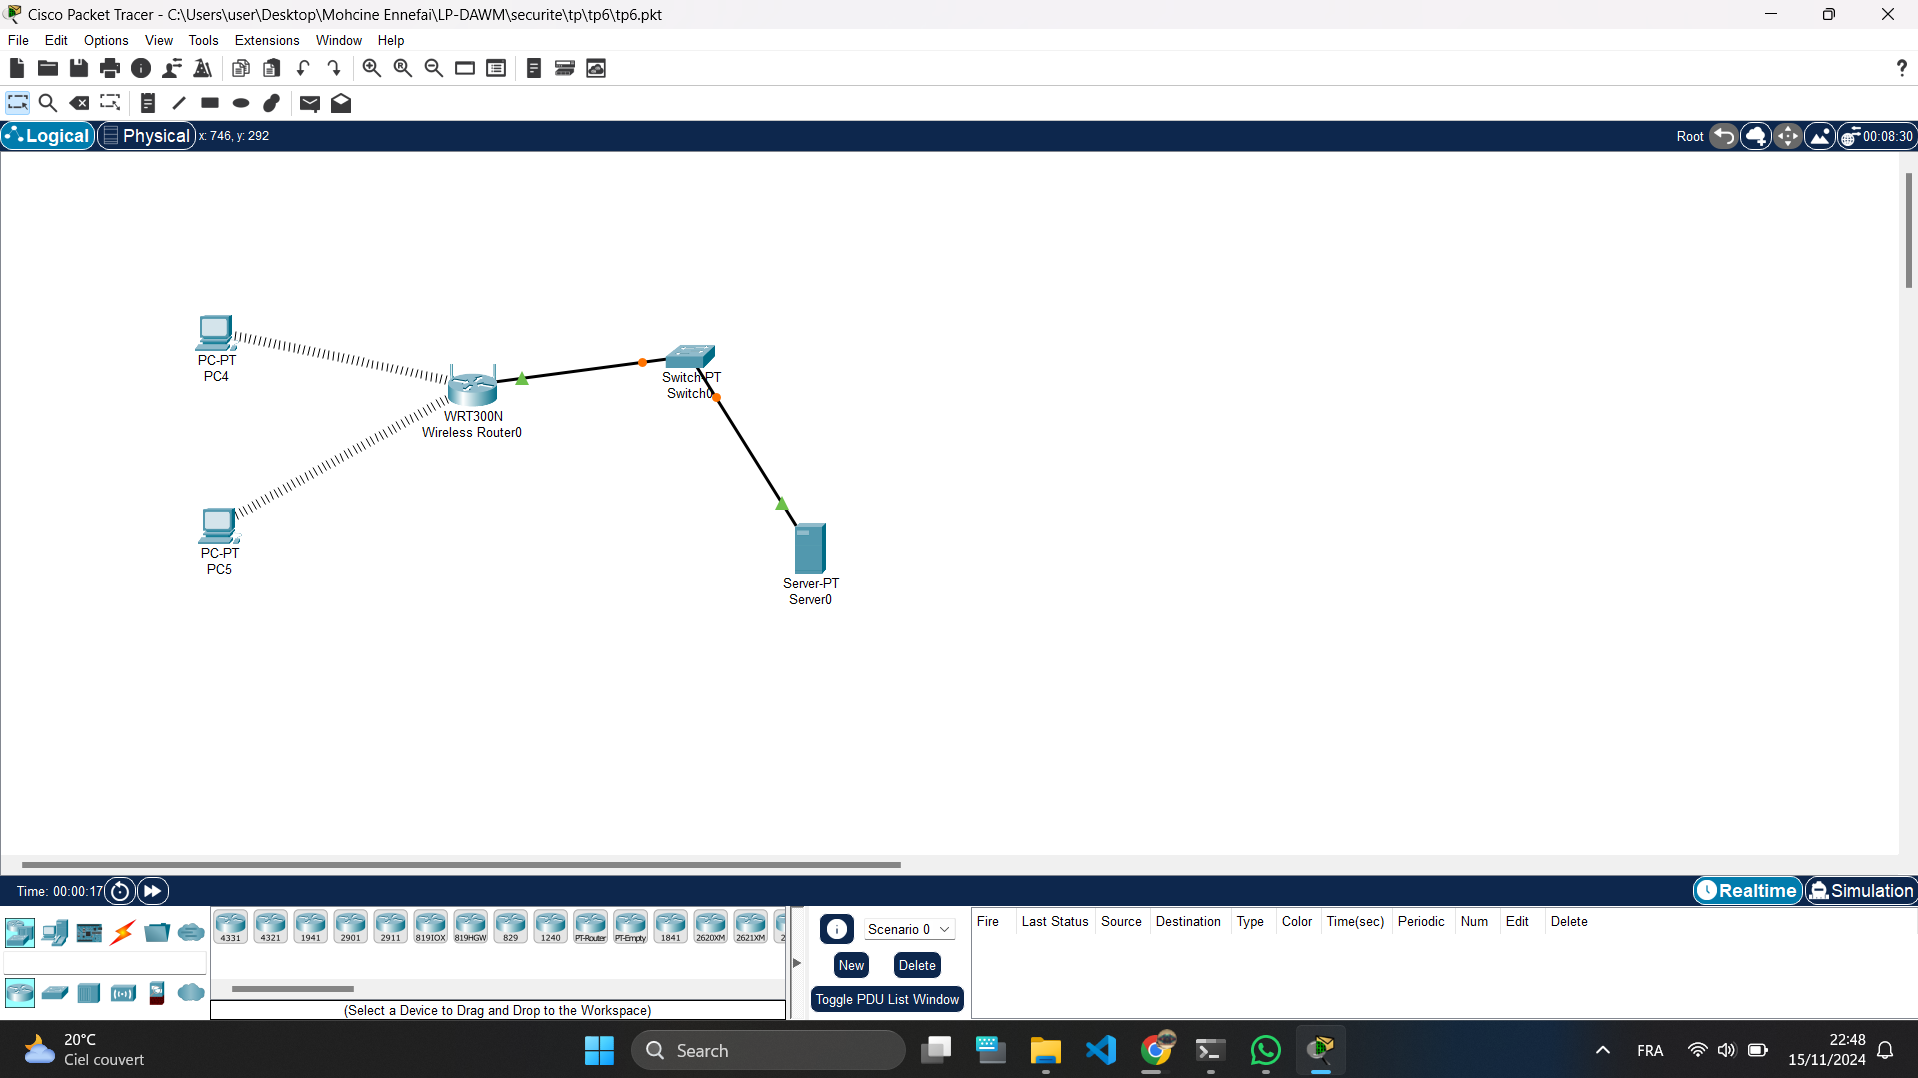 Cisco Packet Tracer - C:\Users\user\Desktop\Mohcine Ennefai\LP-DAWM\securite\tp\tp6\tp6.pkt
File Edit Options View Tools Extensions Window Help
?
Logical Physical x: 746, y: 292 Root 00:08:30
PC-PT
PC4
Switch-PT
Switch0
WRT300N
Wireless Router0
PC-PT
PC5
Server-PT
Server0
Time: 00:00:17 Realtime Simulation
4331 4321 1941 2901 2911 819IOX 819HGW 829 1240 PT-Router PT-Empty 1841 2620XM 2621XM 2
(Select a Device to Drag and Drop to the Workspace)
Scenario 0
New Delete
Toggle PDU List Window
Fire Last Status Source Destination Type Color Time(sec) Periodic Num Edit Delete
20°C
Ciel couvert
Search
FRA
22:48
15/11/2024